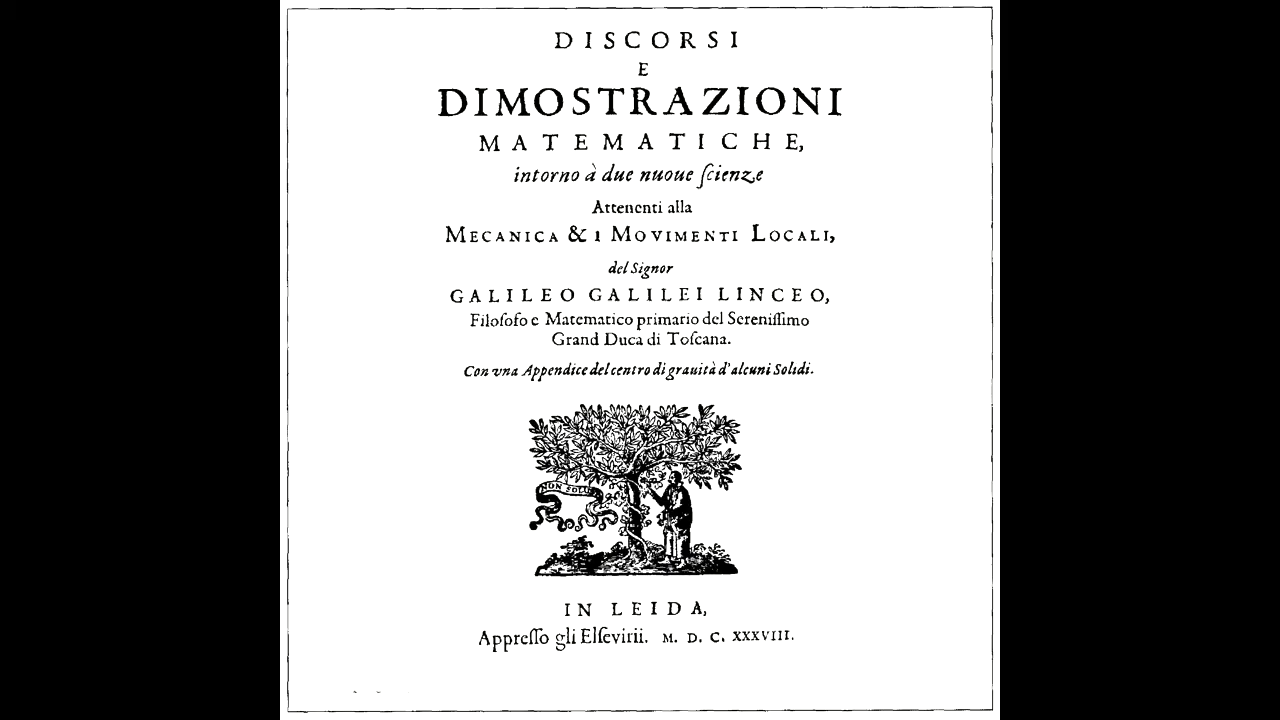 DISCORSI
E
DIMOSTRAZIONI
MATEMATICHE,
intorno à due nuoue ſcienze
Attenenti alla
MECANICA & i MOVIMENTI LOCALI,
del Signor
GALILEO GALILEI LINCEO,
Filoſofo e Matematico primario del Sereniſſimo
Grand Duca di Toſcana.
Con vna Appendice del centro di grauità d'alcuni Solidi.
NON SOLUS
IN LEIDA,
Appreſſo gli Elſevirii. M. D. C. XXXVIII.